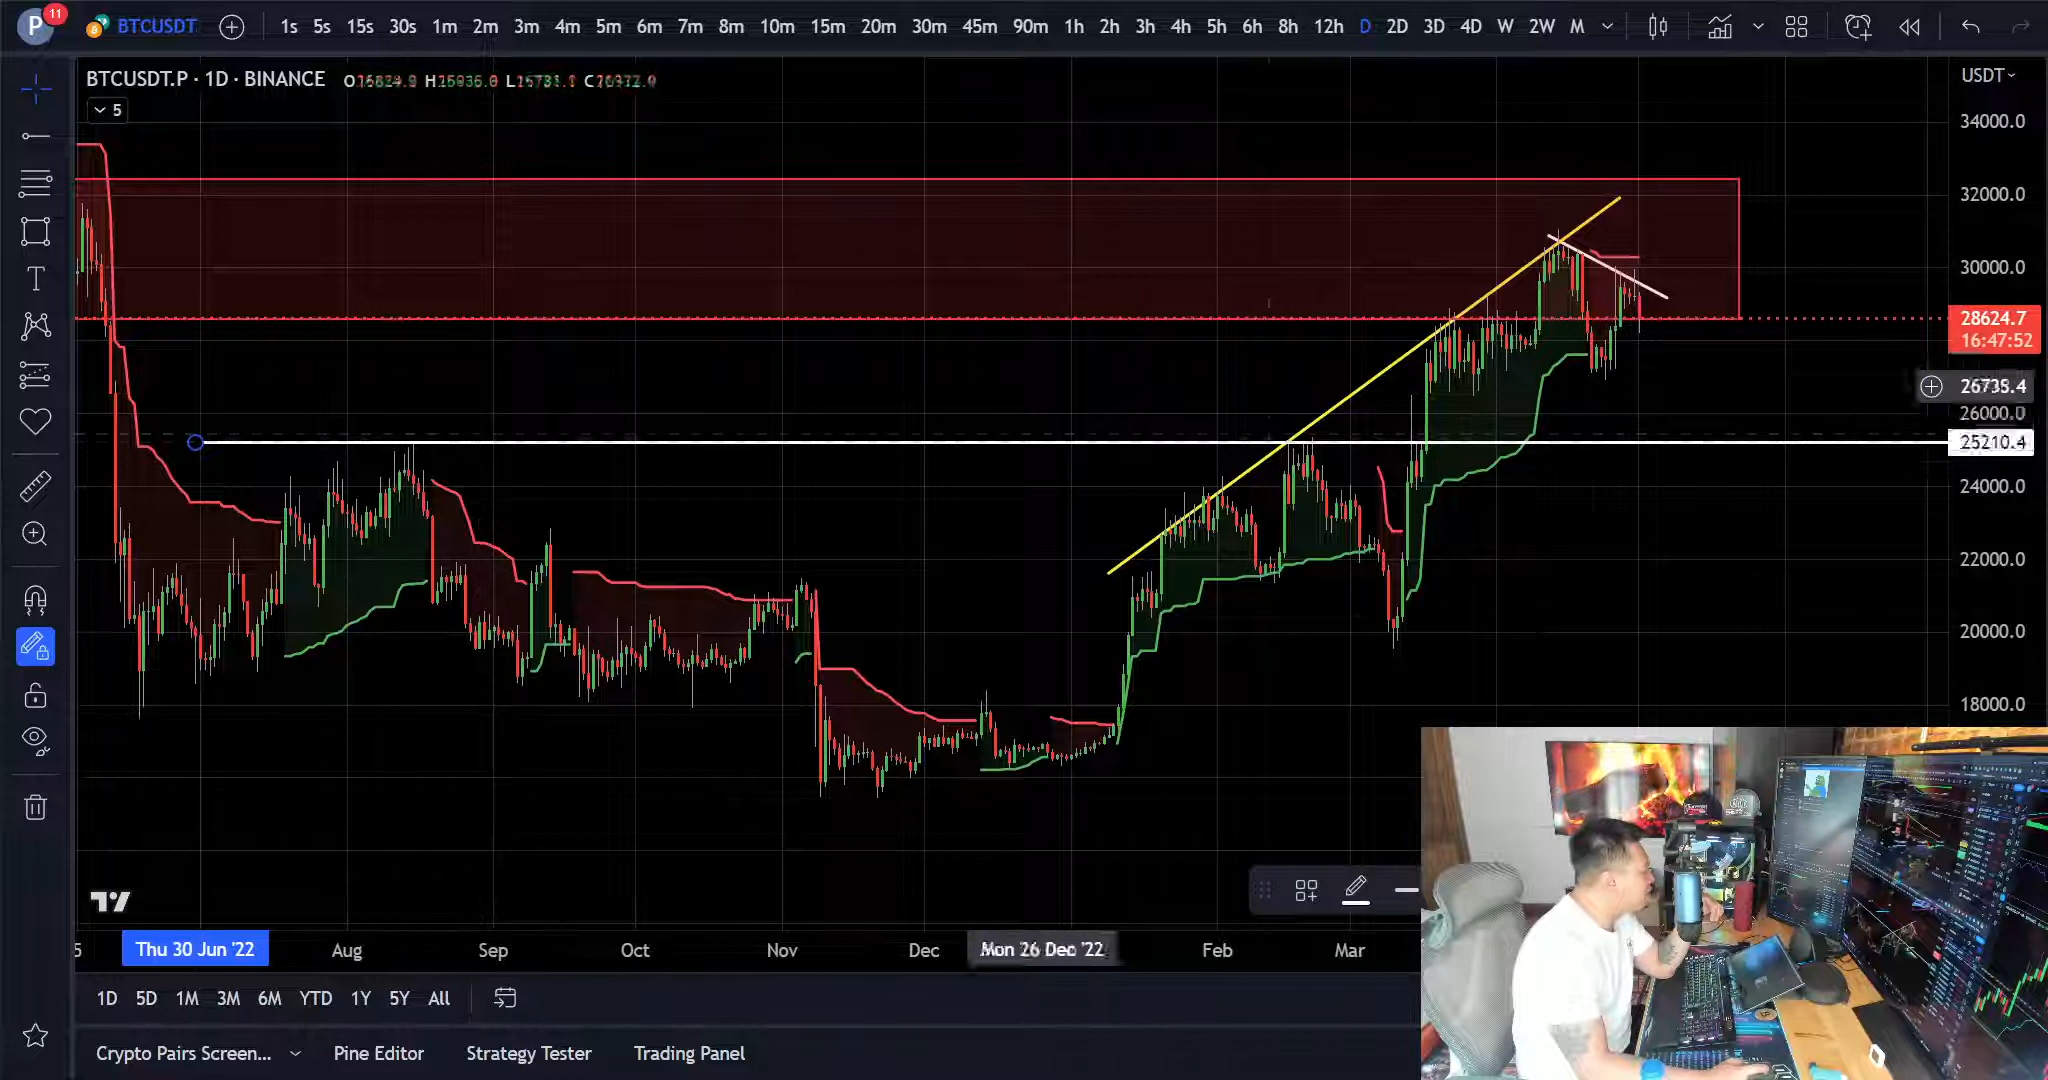 P 11 BTCUSDT 1s 5s 15s 30s 1m 2m 3m 4m 5m 6m 7m 8m 10m 15m 20m 30m 45m 90m 1h 2h 3h 4h 5h 6h 8h 12h D 2D 3D 4D W 2W M
BTCUSDT.P · 1D · BINANCE O H L C
USDT
5
34000.0
32000.0
30000.0
28624.7
16:47:52
26735.4
26000.0
25210.4
24000.0
22000.0
20000.0
18000.0
Thu 30 Jun '22 Aug Sep Oct Nov Dec Mon 26 Dec '22 Feb Mar
1D 5D 1M 3M 6M YTD 1Y 5Y All
Crypto Pairs Screen... Pine Editor Strategy Tester Trading Panel